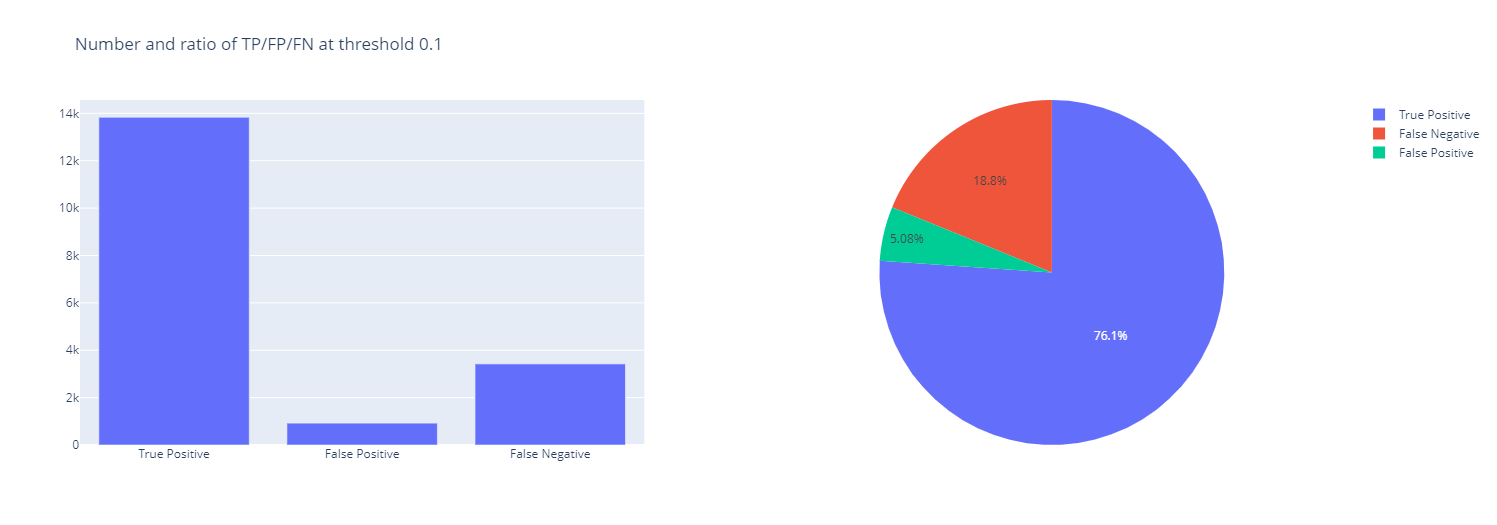 Number and ratio of TP/FP/FN at threshold 0.1
14k
12k
10k
8k
6k
4k
2k
0
True Positive
False Positive
False Negative
18.8%
5.08%
76.1%
True Positive
False Negative
False Positive